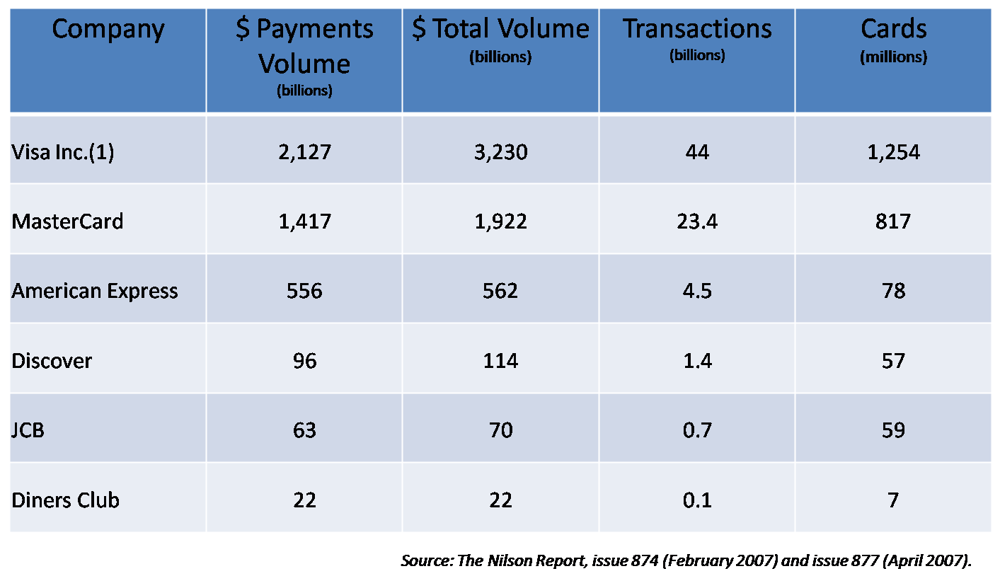 Company $ Payments Volume (billions) $ Total Volume (billions) Transactions (billions) Cards (millions)
Visa Inc.(1) 2,127 3,230 44 1,254
MasterCard 1,417 1,922 23.4 817
American Express 556 562 4.5 78
Discover 96 114 1.4 57
JCB 63 70 0.7 59
Diners Club 22 22 0.1 7
Source: The Nilson Report, issue 874 (February 2007) and issue 877 (April 2007).